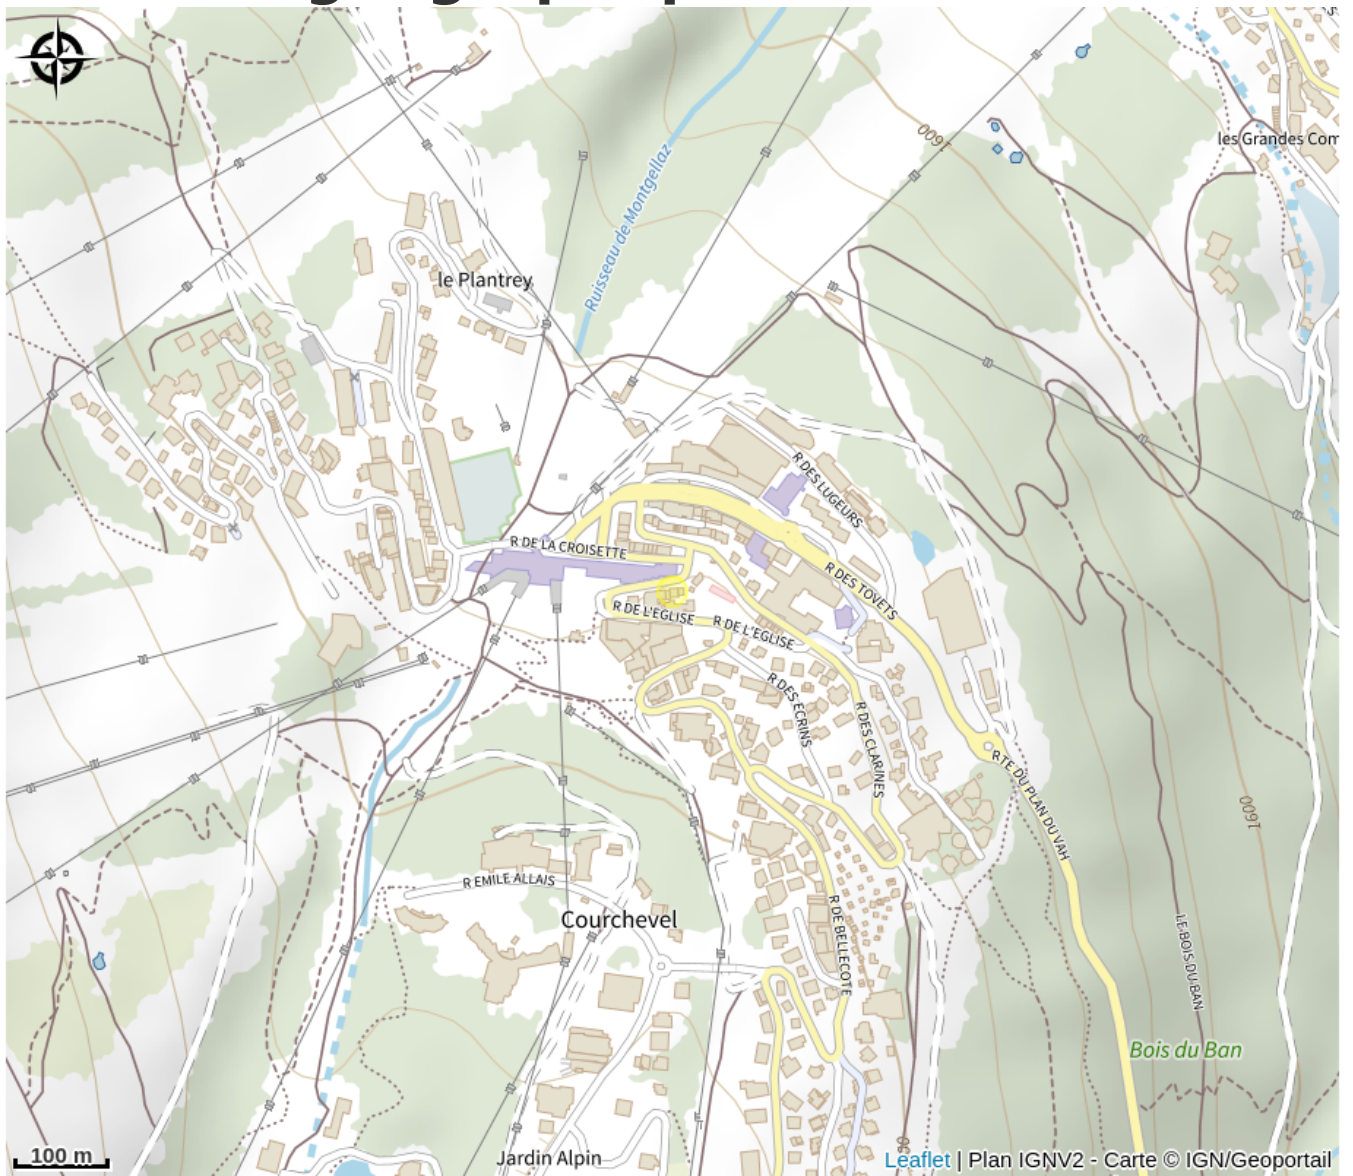 1600
les Grandes Com
Ruisseau de Montgellaz
le Plantrey
R DES LUGEURS
R DE LA CROISETTE
R DES TOVETS
R DE L'EGLISE
R DE L'EGLISE
R DES ECRINS
R DES CLARINES
RTE DU PLAN DU VAH
1600
R EMILE ALLAIS
Courchevel
R DE BELLECOTE
LE BOIS DU BAN
Bois du Ban
100 m
Jardin Alpin
Leaflet | Plan IGNV2 - Carte © IGN/Geoportail